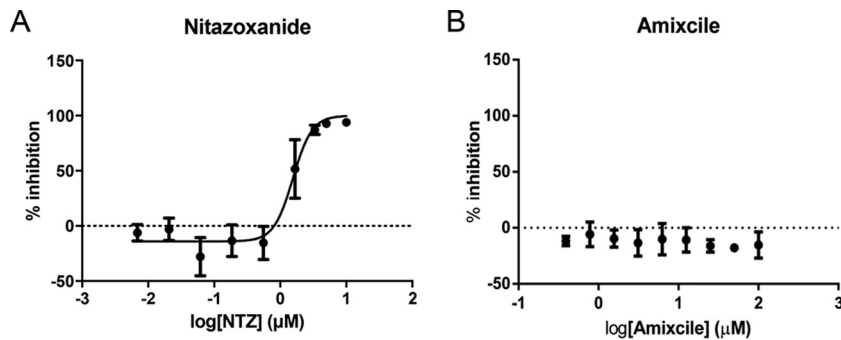 A
Nitazoxanide
150
100
50
0
-50
% inhibition
-3
-2
-1
0
1
2
log[NTZ] (µM)
B
Amixcile
150
100
50
0
-50
% inhibition
-1
0
1
2
3
log[Amixcile] (µM)